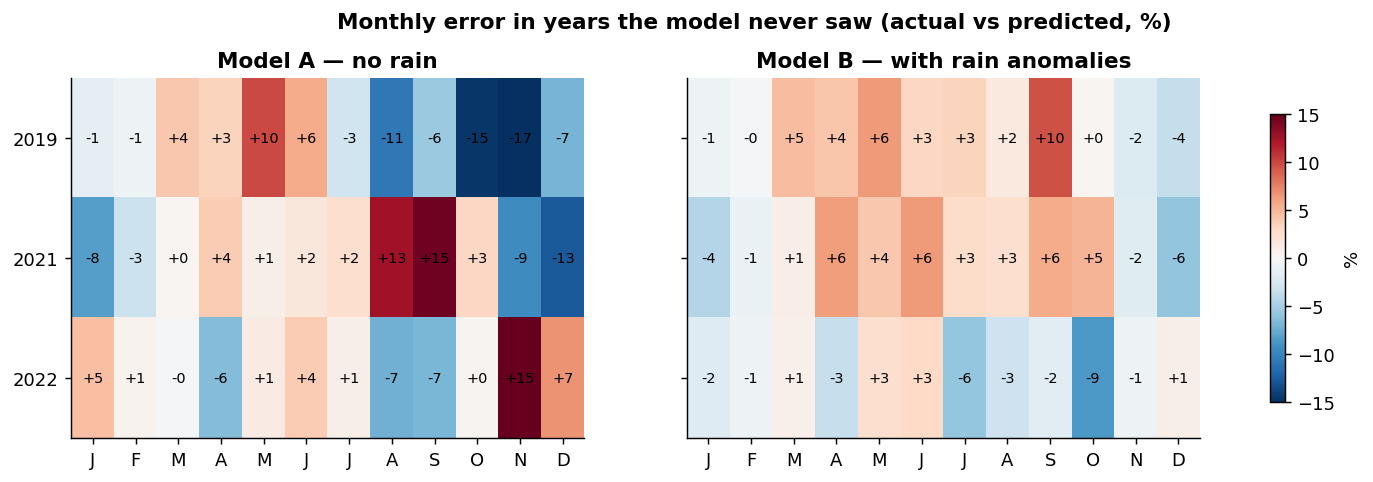 Monthly error in years the model never saw (actual vs predicted, %)
Model A — no rain
Model B — with rain anomalies
2019 -1 -1 +4 +3 +10 +6 -3 -11 -6 -15 -17 -7
-1 -0 +5 +4 +6 +3 +3 +2 +10 +0 -2 -4
2021 -8 -3 +0 +4 +1 +2 +2 +13 +15 +3 -9 -13
-4 -1 +1 +6 +4 +6 +3 +3 +6 +5 -2 -6
2022 +5 +1 -0 -6 +1 +4 +1 -7 -7 +0 +15 +7
-2 -1 +1 -3 +3 +3 -6 -3 -2 -9 -1 +1
J F M A M J J A S O N D
J F M A M J J A S O N D
15
10
5
0
−5
−10
−15
%